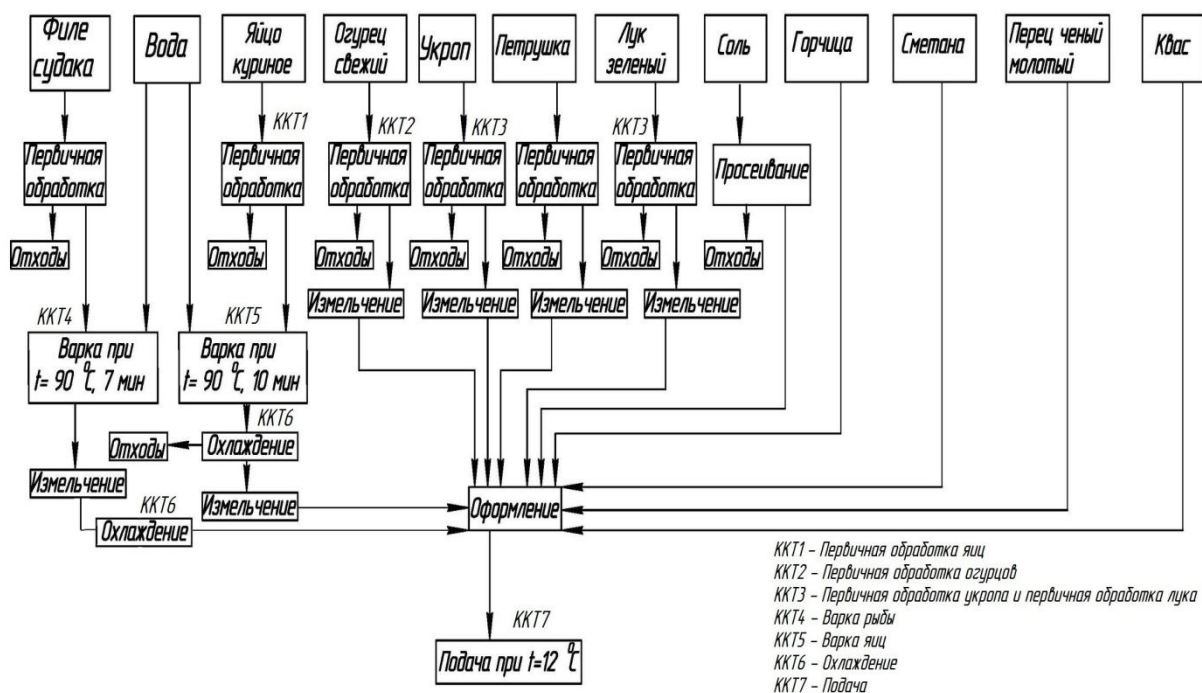 Филе
судака
Вода
Яйцо
куриное
Огурец
свежий
Укроп
Петрушка
Лук
зеленый
Соль
Горчица
Сметана
Перец ченый
молотый
Квас
ККТ1
ККТ2
ККТ3
ККТ3
Первичная
обработка
Первичная
обработка
Первичная
обработка
Первичная
обработка
Первичная
обработка
Первичная
обработка
Просеивание
Отходы
Отходы
Отходы
Отходы
Отходы
Отходы
Отходы
Измельчение
Измельчение
Измельчение
Измельчение
ККТ4
ККТ5
Варка при
t= 90 °С, 7 мин
Варка при
t= 90 °С, 10 мин
ККТ6
Отходы
Охлаждение
Измельчение
Измельчение
ККТ6
Охлаждение
Оформление
ККТ7
Подача при t=12 °С
ККТ1 – Первичная обработка яиц
ККТ2 – Первичная обработка огурцов
ККТ3 – Первичная обработка укропа и первичная обработка лука
ККТ4 – Варка рыбы
ККТ5 – Варка яиц
ККТ6 – Охлаждение
ККТ7 – Подача